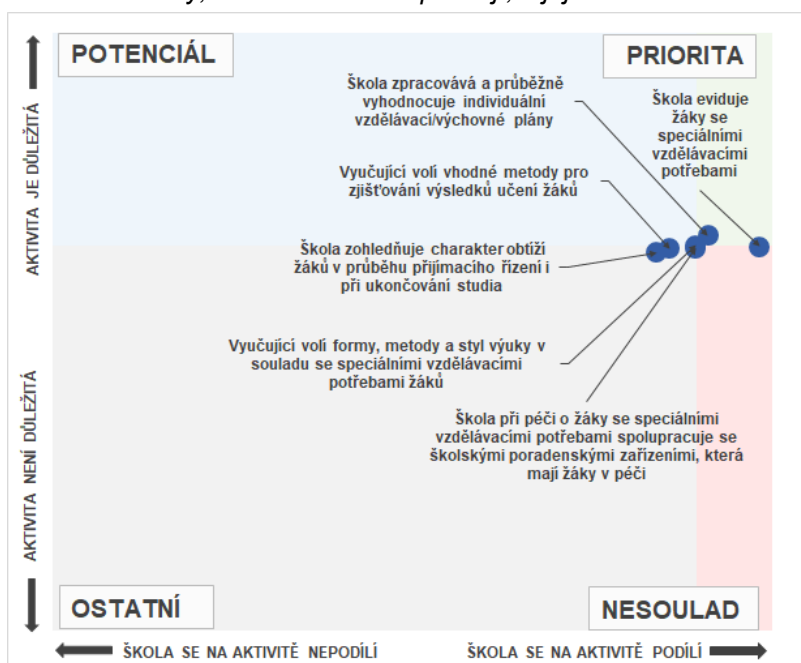 POTENCIÁL
PRIORITA
Škola zpracovává a průběžně
vyhodnocuje individuální
vzdělávací/výchovné plány
Škola eviduje
žáky se
speciálními
vzdělávacími
potřebami
Vyučující volí vhodné metody pro
zjišťování výsledků učení žáků
Škola zohledňuje charakter obtíží
žáků v průběhu přijímacího řízení i
při ukončování studia
Vyučující volí formy, metody a styl výuky v
souladu se speciálními vzdělávacími
potřebami žáků
Škola při péči o žáky se speciálními
vzdělávacími potřebami spolupracuje se
školskými poradenskými zařízeními, která
mají žáky v péči
AKTIVITA JE DŮLEŽITÁ
AKTIVITA NENÍ DŮLEŽITÁ
OSTATNÍ
NESOULAD
ŠKOLA SE NA AKTIVITĚ NEPODÍLÍ
ŠKOLA SE NA AKTIVITĚ PODÍLÍ